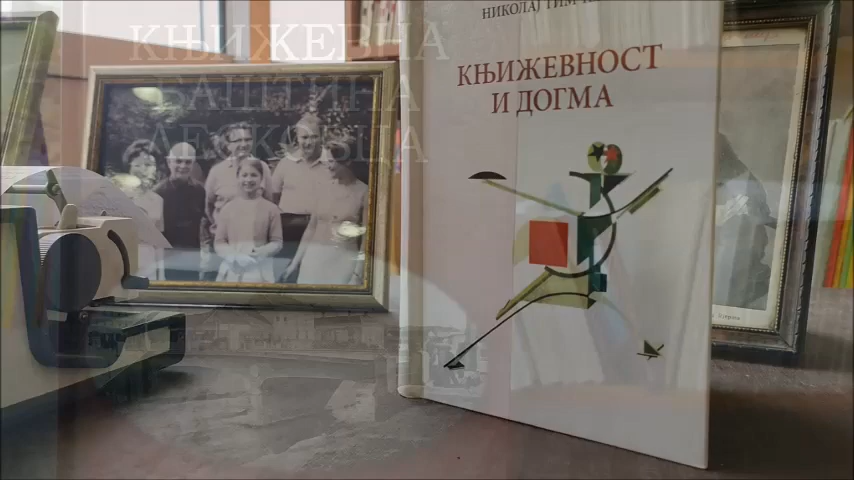 КЊИЖЕВНА
БАШТИНА
ЛЕСКОВЦА
НИКОЛАЈ
КЊИЖЕВНОСТ
И ДОГМА